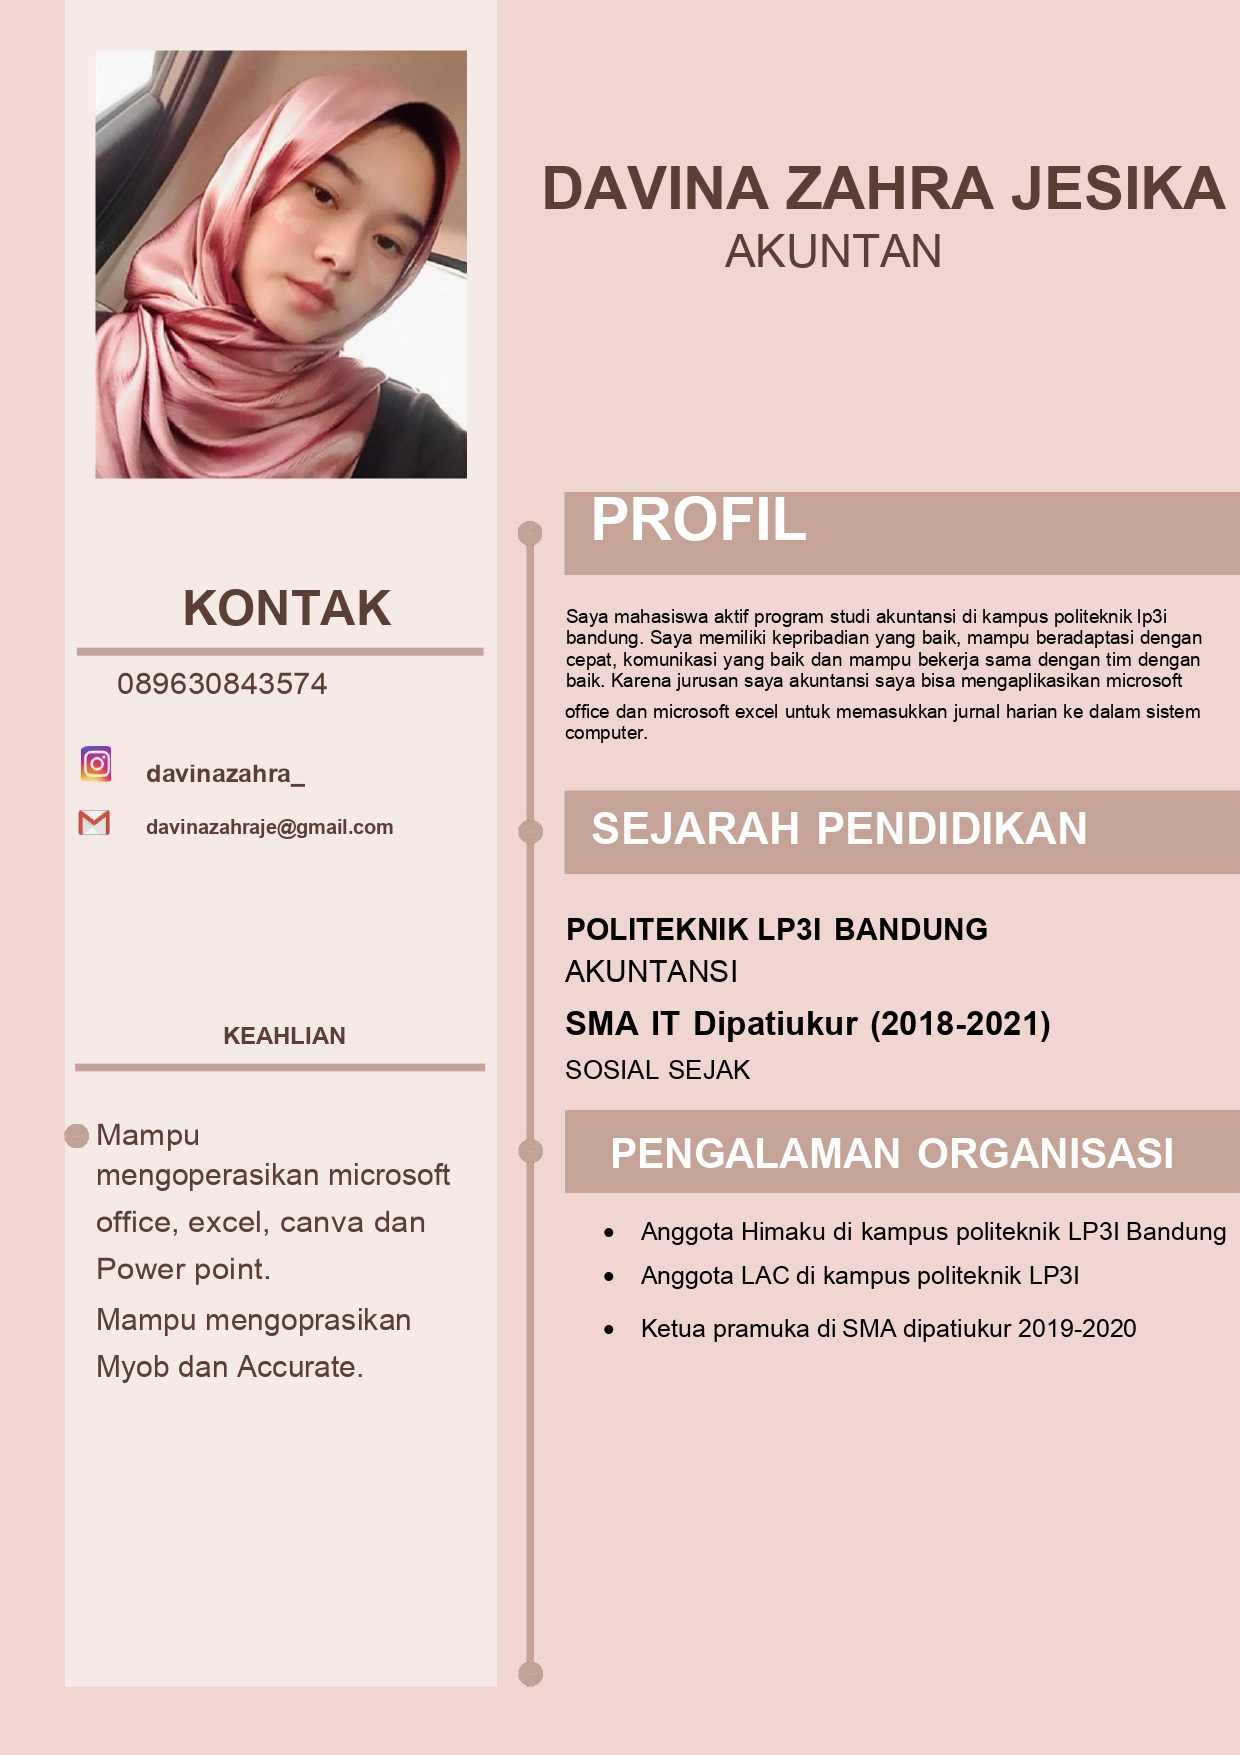 DAVINA ZAHRA JESIKA
AKUNTAN
KONTAK
089630843574
davinazahra_
davinazahraje@gmail.com
KEAHLIAN
Mampu
mengoperasikan microsoft
office, excel, canva dan
Power point.
Mampu mengoprasikan
Myob dan Accurate.
PROFIL
Saya mahasiswa aktif program studi akuntansi di kampus politeknik lp3i
bandung. Saya memiliki kepribadian yang baik, mampu beradaptasi dengan
cepat, komunikasi yang baik dan mampu bekerja sama dengan tim dengan
baik. Karena jurusan saya akuntansi saya bisa mengaplikasikan microsoft
office dan microsoft excel untuk memasukkan jurnal harian ke dalam sistem
computer.
SEJARAH PENDIDIKAN
POLITEKNIK LP3I BANDUNG
AKUNTANSI
SMA IT Dipatiukur (2018-2021)
SOSIAL SEJAK
PENGALAMAN ORGANISASI
• Anggota Himaku di kampus politeknik LP3I Bandung
• Anggota LAC di kampus politeknik LP3I
• Ketua pramuka di SMA dipatiukur 2019-2020